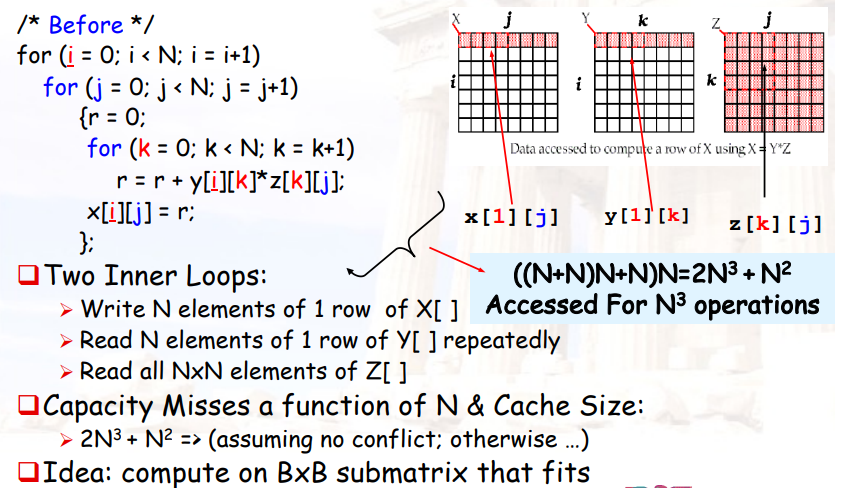 /* Before */
for (i = 0; i < N; i = i+1)
for (j = 0; j < N; j = j+1)
{r = 0;
for (k = 0; k < N; k = k+1)
r = r + y[i][k]*z[k][j];
x[i][j] = r;
};
X j
i
Y k
i
Z j
k
Data accessed to compute a row of X using X = Y*Z
x[1][j]
y[1][k]
z[k][j]
((N+N)N+N)N=2N³ + N²
Accessed For N³ operations
❑Two Inner Loops:
➢ Write N elements of 1 row of X[ ]
➢ Read N elements of 1 row of Y[ ] repeatedly
➢ Read all NxN elements of Z[ ]
❑Capacity Misses a function of N & Cache Size:
➢ 2N³ + N² => (assuming no conflict; otherwise …)
❑Idea: compute on BxB submatrix that fits